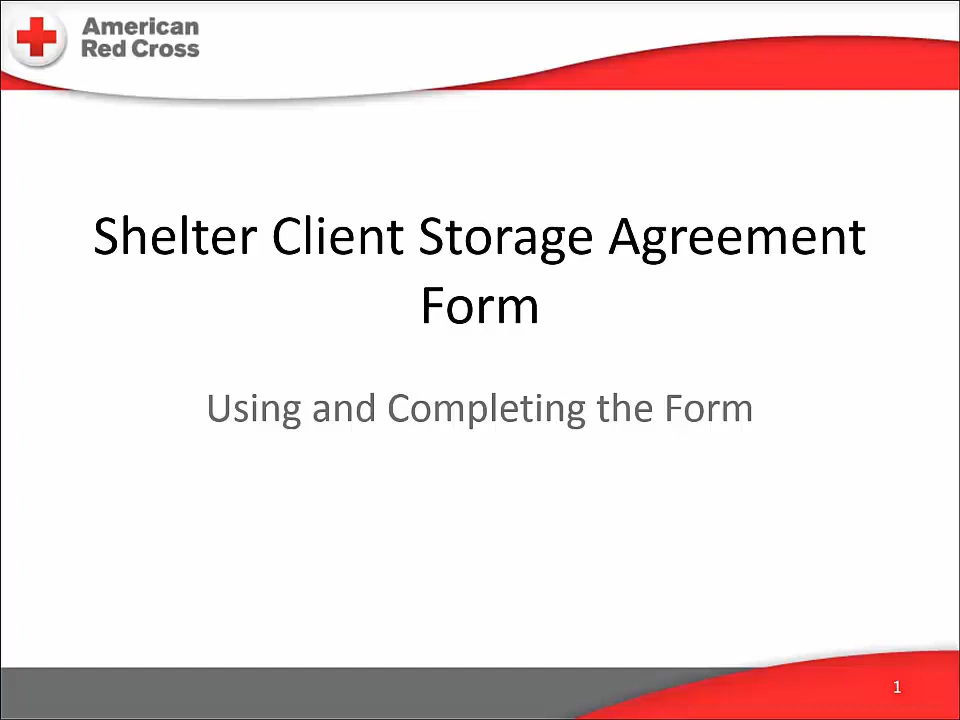 American
Red Cross
Shelter Client Storage Agreement
Form
Using and Completing the Form
1